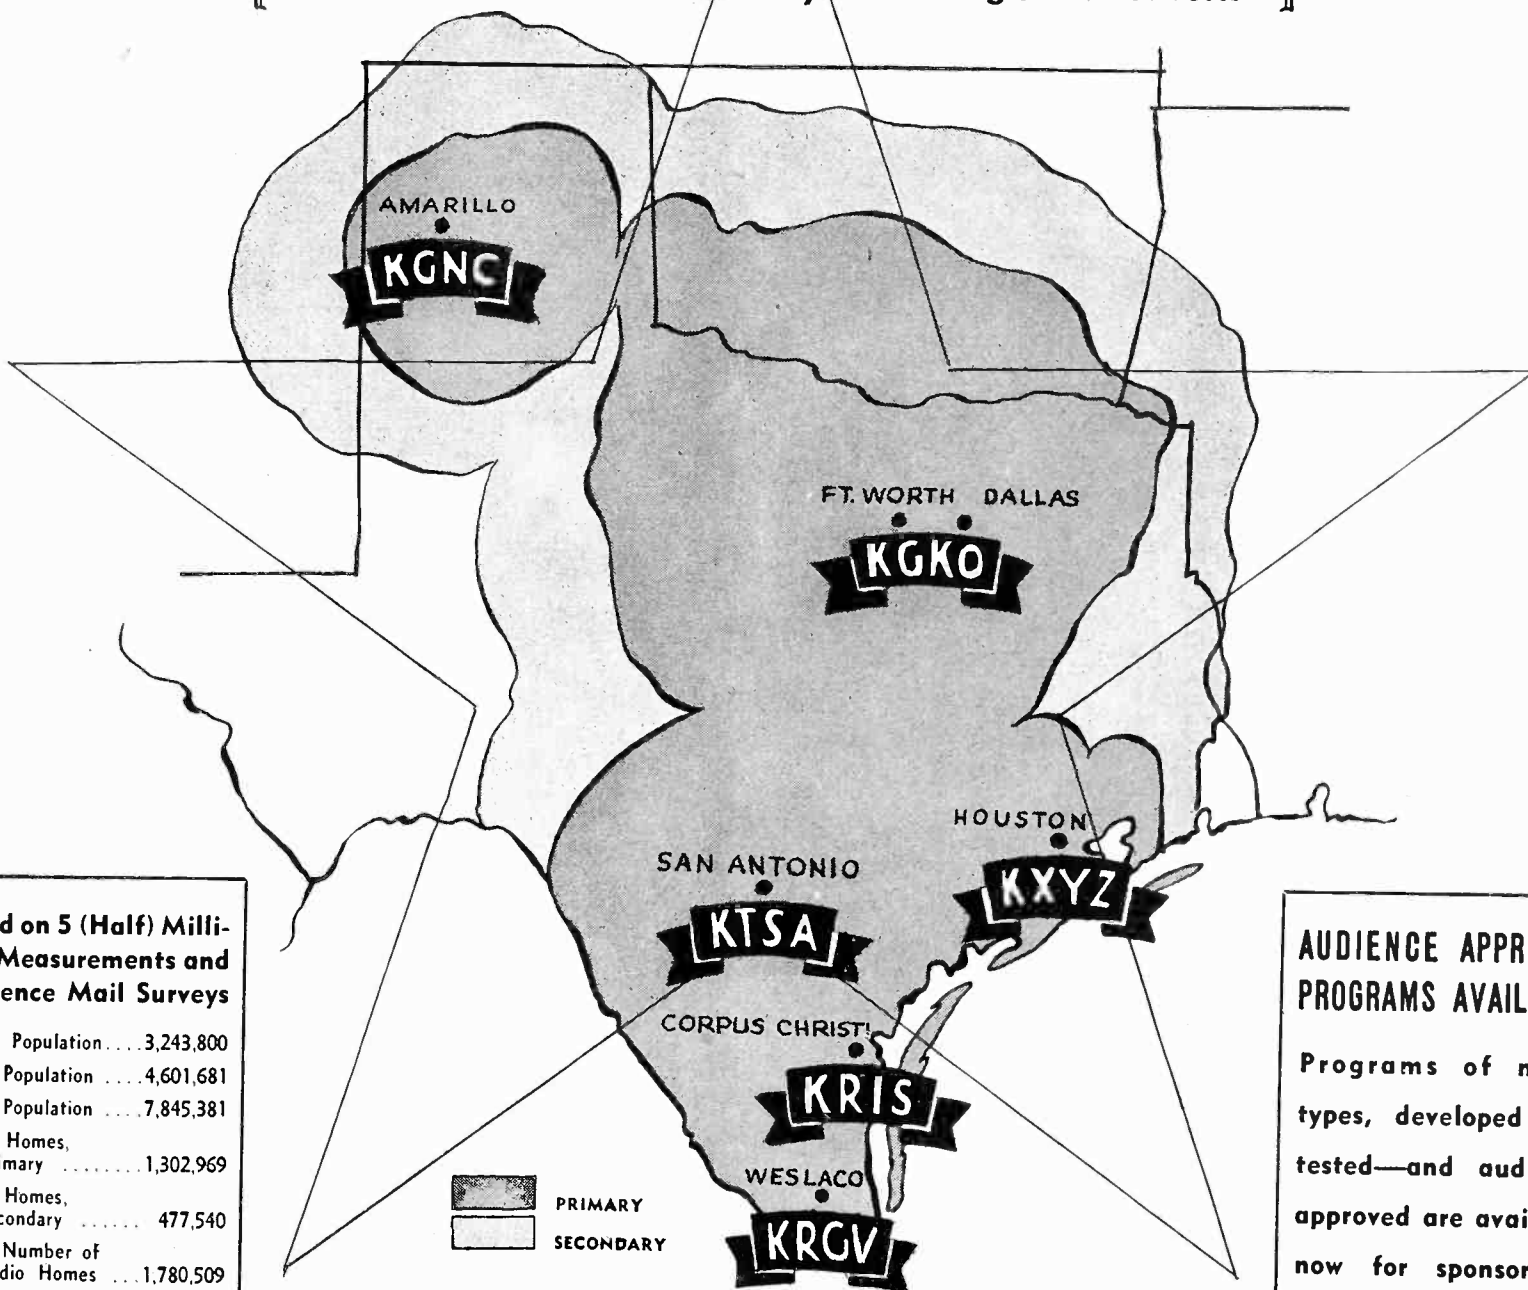 AMARILLO
KGNC
FT. WORTH DALLAS
KGKO
HOUSTON
KXYZ
SAN ANTONIO
KTSA
CORPUS CHRISTI
KRIS
WESLACO
KRGV
PRIMARY
SECONDARY
on 5 (Half) Milli-
Measurements and
ence Mail Surveys
Population .... 3,243,800
Population .... 4,601,681
Population .... 7,845,381
Homes,
mary ........ 1,302,969
Homes,
condary ...... 477,540
Number of
dio Homes ... 1,780,509
AUDIENCE APPR
PROGRAMS AVAIL
Programs of
types, developed
tested—and aud
approved are avai
now for sponsor